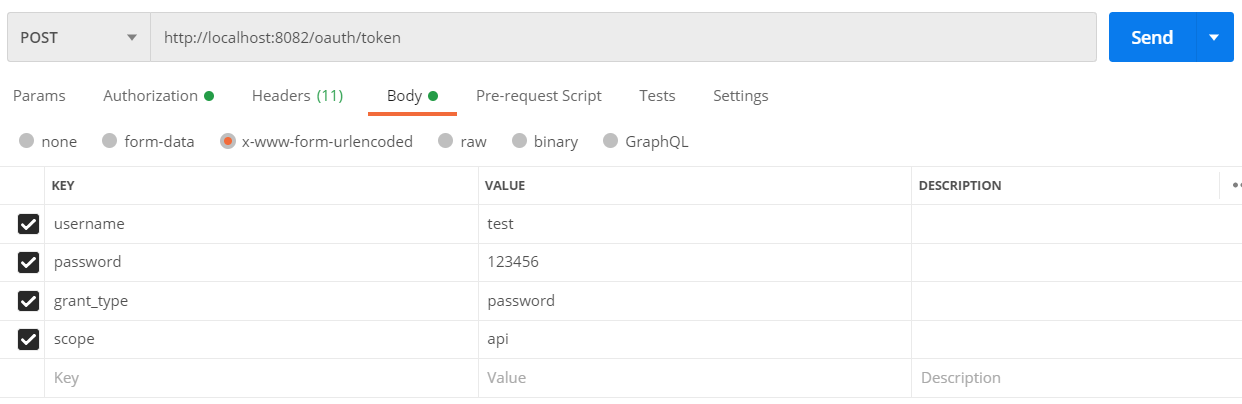 POST http://localhost:8082/oauth/token Send
Params Authorization Headers (11) Body Pre-request Script Tests Settings
none form-data x-www-form-urlencoded raw binary GraphQL
KEY VALUE DESCRIPTION
username test
password 123456
grant_type password
scope api
Key Value Description